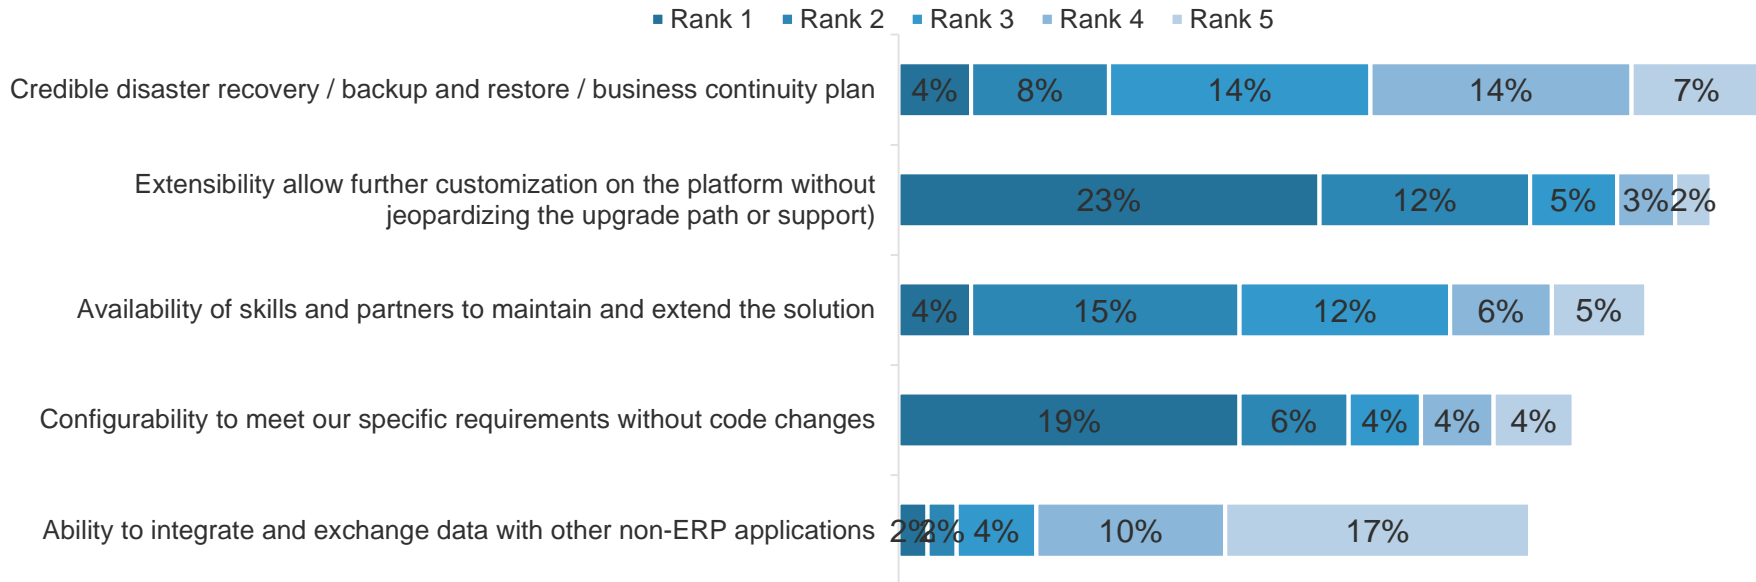 Rank 1 Rank 2 Rank 3 Rank 4 Rank 5
Credible disaster recovery / backup and restore / business continuity plan
4% 8% 14% 14% 7%
Extensibility allow further customization on the platform without
jeopardizing the upgrade path or support)
23% 12% 5% 3% 2%
Availability of skills and partners to maintain and extend the solution
4% 15% 12% 6% 5%
Configurability to meet our specific requirements without code changes
19% 6% 4% 4% 4%
Ability to integrate and exchange data with other non-ERP applications
2% 2% 4% 10% 17%